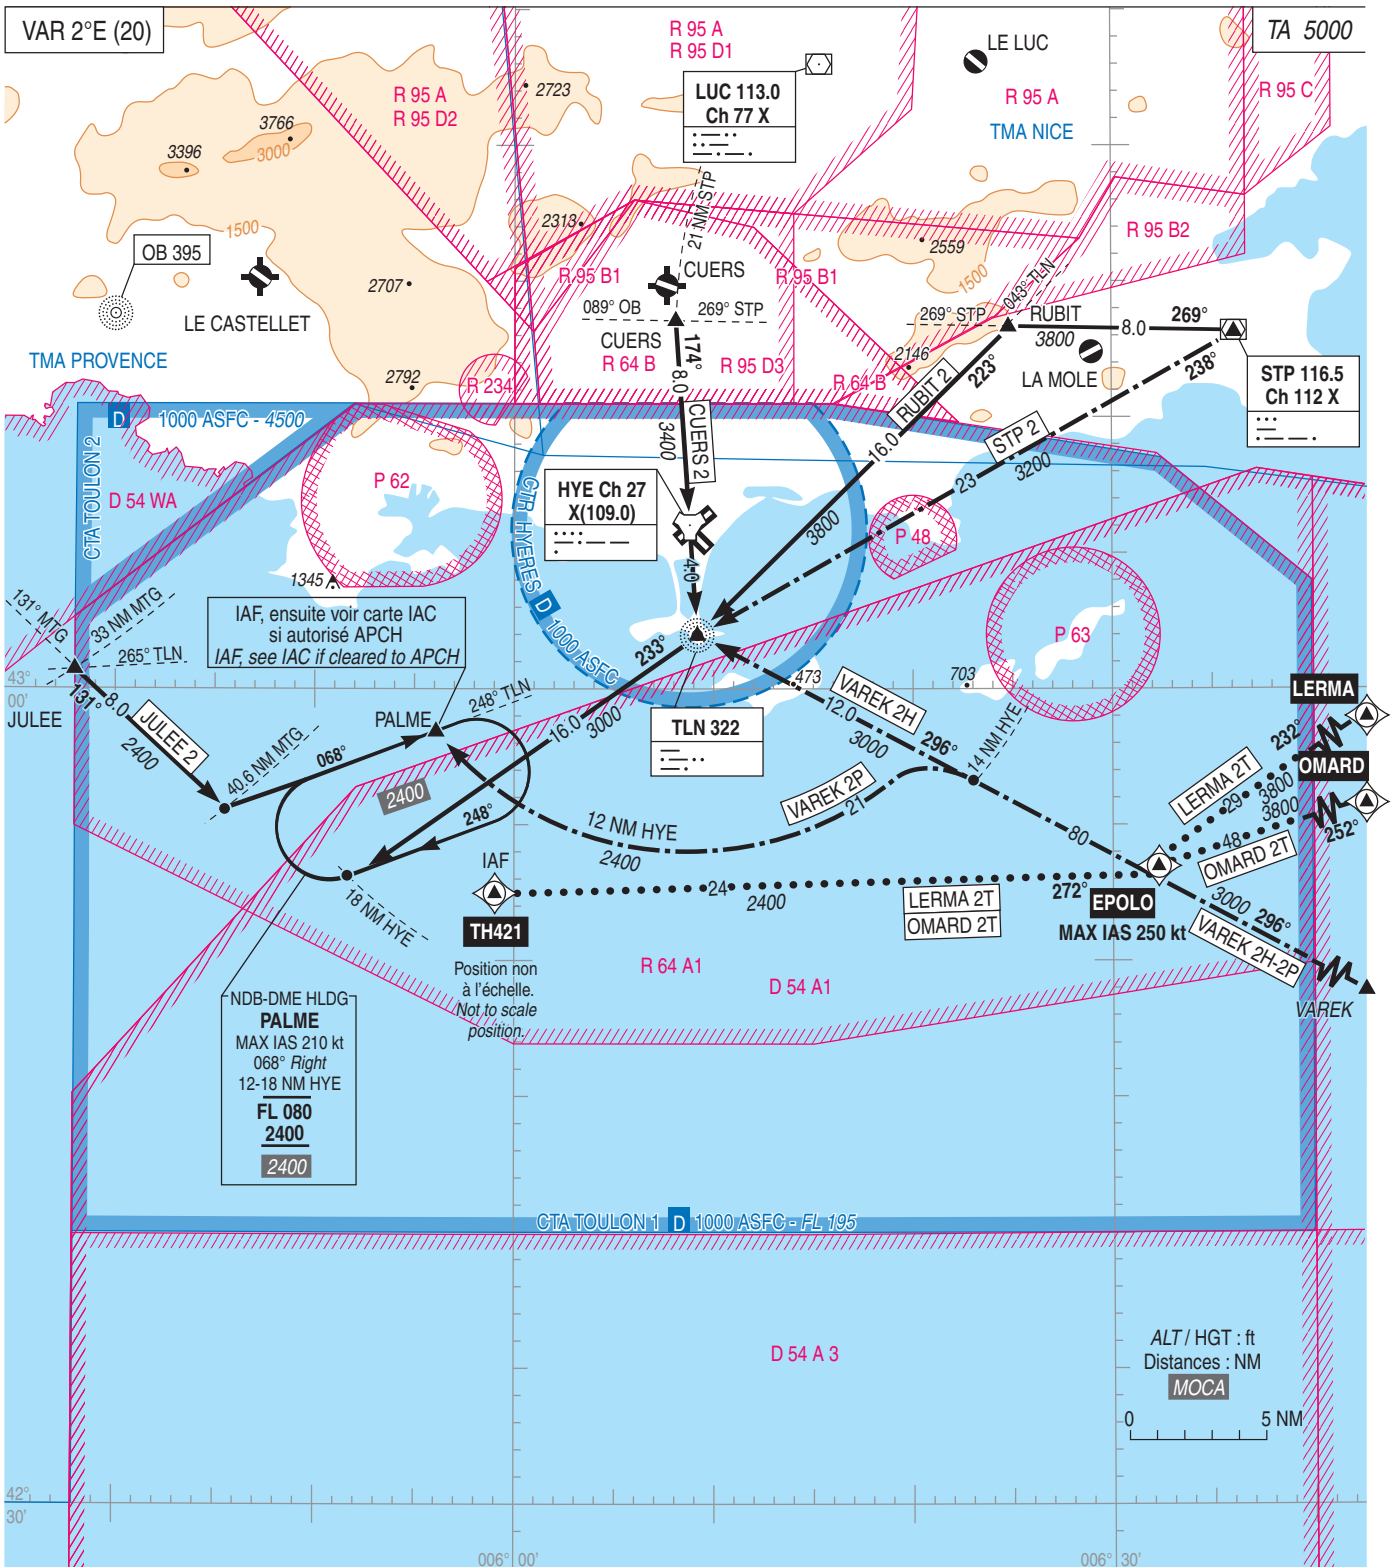 VAR 2°E (20)
TA 5000
R 95 A
R 95 D1
LE LUC
LUC 113.0
Ch 77 X
R 95 A
R 95 C
TMA NICE
R 95 A
R 95 D2
2723
3766
3000
3396
21 NM STP
1500
2313
2559
R 95 B2
OB 395
R 95 B1
CUERS
R 95 B1
1500
043° TLN
2707
LE CASTELLET
089° OB
269° STP
269° STP
RUBIT
3800
8.0
269°
CUERS
R 64 B
174°
8.0
R 95 D3
2146
R 64 B
LA MOLE
238°
STP 116.5
Ch 112 X
TMA PROVENCE
2792
R 234
RUBIT 2
223°
D
1000 ASFC - 4500
CTA TOULON 2
CUERS 2
3400
16.0
STP 2
3200
23
3800
P 62
D 54 WA
HYE Ch 27
X(109.0)
CTR HYERES D 1000 ASFC
P 48
4.0
1345
131° MTG
33 NM MTG
265° TLN
IAF, ensuite voir carte IAC
si autorisé APCH
IAF, see IAC if cleared to APCH
233°
P 63
43°
00'
JULEE
131°
8.0
JULEE 2
2400
PALME
248° TLN
16.0
3000
473
703
VAREK 2H
12.0
3000
296°
14 NM HYE
LERMA
232°
TLN 322
40.6 NM MTG
068°
2400
248°
OMARD
LERMA 2T
29
3800
3800
252°
48
OMARD 2T
VAREK 2P
21
12 NM HYE
2400
80
IAF
18 NM HYE
TH421
24
2400
LERMA 2T
OMARD 2T
272°
EPOLO
MAX IAS 250 kt
3000
296°
VAREK 2H-2P
VAREK
Position non
à l'échelle.
Not to scale
position.
R 64 A1
D 54 A1
NDB-DME HLDG
PALME
MAX IAS 210 kt
068° Right
12-18 NM HYE
FL 080
2400
2400
CTA TOULON 1 D 1000 ASFC - FL 195
D 54 A 3
ALT / HGT : ft
Distances : NM
MOCA
0
5 NM
42°
30'
006° 00'
006° 30'